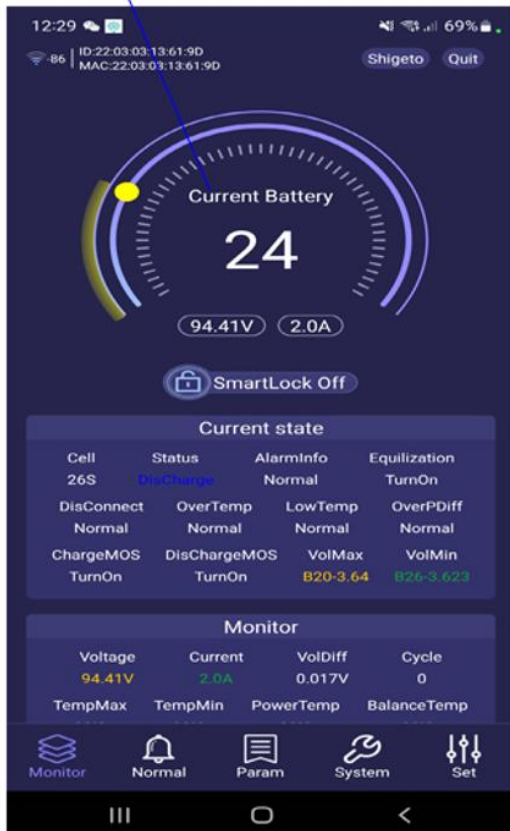 12:29 69%
-86 ID:22:03:03:13:61:9D
MAC:22:03:03:13:61:9D
Shigeto Quit
Current Battery
24
94.41V 2.0A
SmartLock Off
Current state
Cell Status AlarmInfo Equilization
26S DisCharge Normal TurnOn
DisConnect OverTemp LowTemp OverPDiff
Normal Normal Normal Normal
ChargeMOS DisChargeMOS VolMax VolMin
TurnOn TurnOn B20-3.64 B26-3.623
Monitor
Voltage Current VolDiff Cycle
94.41V 2.0A 0.017V 0
TempMax TempMin PowerTemp BalanceTemp
Monitor Normal Param System Set